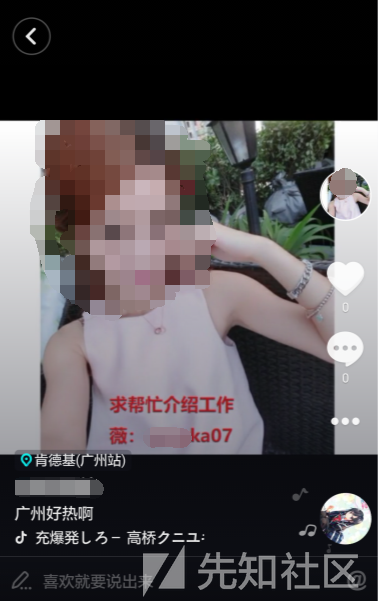 求帮忙介绍工作
薇: ka07
0
0
肯德基(广州站)
广州好热啊
充爆発しろ－ 高桥クニユ
喜欢就要说出来
@
先知社区